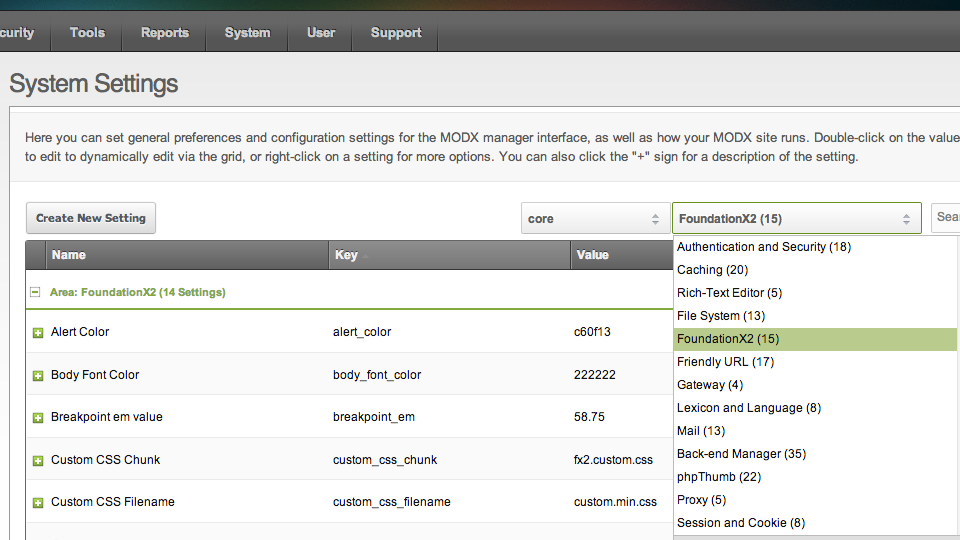 curity Tools Reports System User Support
System Settings
Here you can set general preferences and configuration settings for the MODX manager interface, as well as how your MODX site runs. Double-click on the value
to edit to dynamically edit via the grid, or right-click on a setting for more options. You can also click the "+" sign for a description of the setting.
Create New Setting core FoundationX2 (15) Sear
Name Key Value
Area: FoundationX2 (14 Settings)
Alert Color alert_color c60f13
Body Font Color body_font_color 222222
Breakpoint em value breakpoint_em 58.75
Custom CSS Chunk custom_css_chunk fx2.custom.css
Custom CSS Filename custom_css_filename custom.min.css
Authentication and Security (18)
Caching (20)
Rich-Text Editor (5)
File System (13)
FoundationX2 (15)
Friendly URL (17)
Gateway (4)
Lexicon and Language (8)
Mail (13)
Back-end Manager (35)
phpThumb (22)
Proxy (5)
Session and Cookie (8)